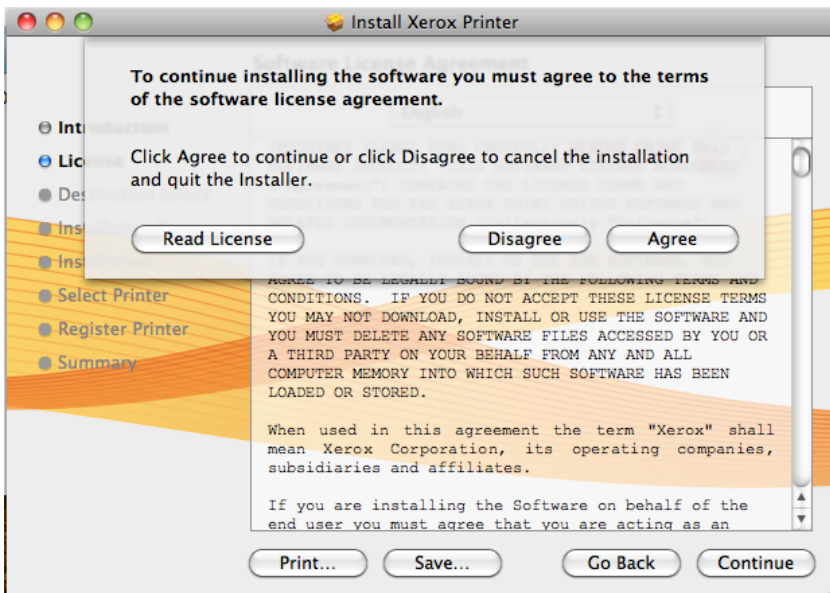 Install Xerox Printer
To continue installing the software you must agree to the terms
of the software license agreement.
Click Agree to continue or click Disagree to cancel the installation
and quit the Installer.
Read License
Disagree
Agree
Introduction
License
Select Printer
Register Printer
Summary
Software License Agreement
English
AGREE TO BE LEGALLY BOUND BY THE FOLLOWING TERMS AND
CONDITIONS. IF YOU DO NOT ACCEPT THESE LICENSE TERMS
YOU MAY NOT DOWNLOAD, INSTALL OR USE THE SOFTWARE AND
YOU MUST DELETE ANY SOFTWARE FILES ACCESSED BY YOU OR
A THIRD PARTY ON YOUR BEHALF FROM ANY AND ALL
COMPUTER MEMORY INTO WHICH SUCH SOFTWARE HAS BEEN
LOADED OR STORED.
When used in this agreement the term "Xerox" shall
mean Xerox Corporation, its operating companies,
subsidiaries and affiliates.
If you are installing the Software on behalf of the
end user you must agree that you are acting as an
Print...
Save...
Go Back
Continue